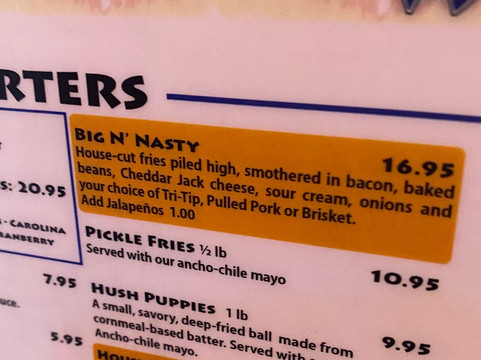 RTERS
s: 20.95
- CAROLINA
RANBERRY
7.95
uce.
5.95
BIG N' NASTY 16.95
House-cut fries piled high, smothered in bacon, baked
beans, Cheddar Jack cheese, sour cream, onions and
your choice of Tri-Tip, Pulled Pork or Brisket.
Add Jalapeños 1.00
PICKLE FRIES ½ lb 10.95
Served with our ancho-chile mayo
HUSH PUPPIES 1 lb 9.95
A small, savory, deep-fried ball made from
cornmeal-based batter. Served with
Ancho-chile mayo.